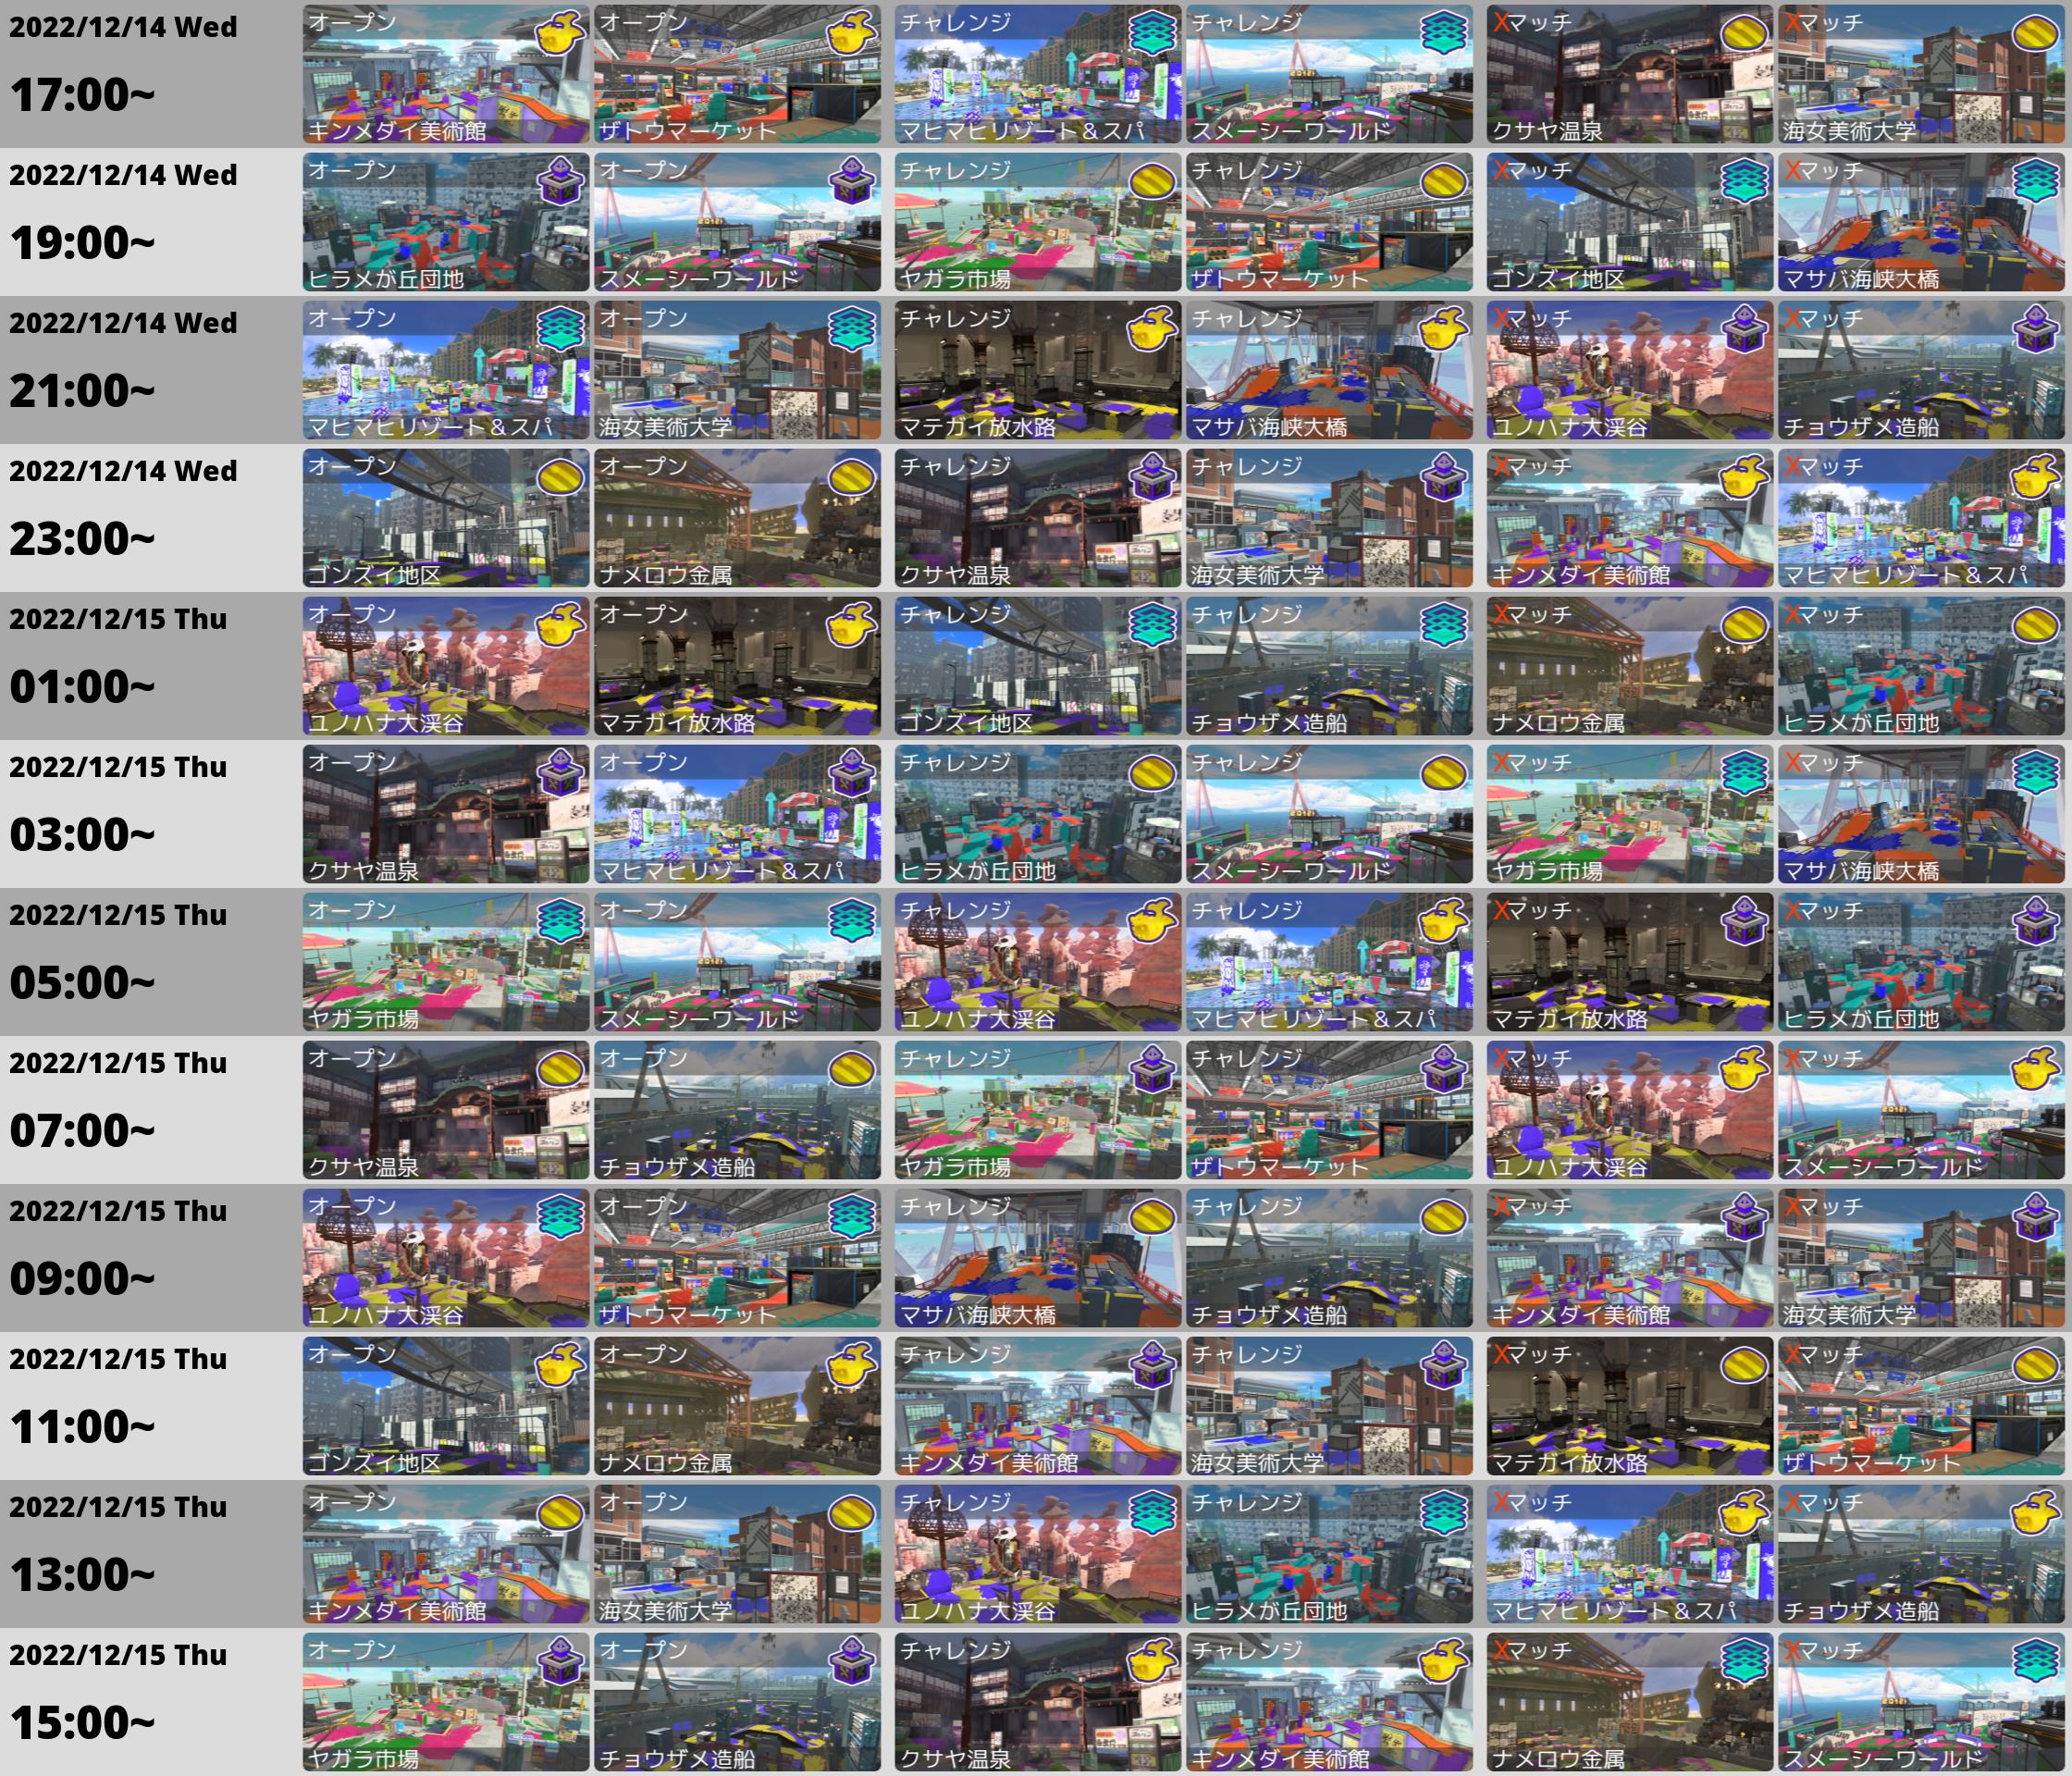 2022/12/14 Wed
17:00~
オープン
キンメダイ美術館
オープン
ザトウマーケット
チャレンジ
マヒマヒリゾート＆スパ
チャレンジ
スメーシーワールド
Xマッチ
クサヤ温泉
Xマッチ
海女美術大学
2022/12/14 Wed
19:00~
オープン
ヒラメが丘団地
オープン
スメーシーワールド
チャレンジ
ヤガラ市場
チャレンジ
ザトウマーケット
Xマッチ
ゴンズイ地区
Xマッチ
マサバ海峡大橋
2022/12/14 Wed
21:00~
オープン
マヒマヒリゾート＆スパ
オープン
海女美術大学
チャレンジ
マテガイ放水路
チャレンジ
マサバ海峡大橋
Xマッチ
ユノハナ大渓谷
Xマッチ
チョウザメ造船
2022/12/14 Wed
23:00~
オープン
ゴンズイ地区
オープン
ナメロウ金属
チャレンジ
クサヤ温泉
チャレンジ
海女美術大学
Xマッチ
キンメダイ美術館
Xマッチ
マヒマヒリゾート＆スパ
2022/12/15 Thu
01:00~
オープン
ユノハナ大渓谷
オープン
マテガイ放水路
チャレンジ
ゴンズイ地区
チャレンジ
チョウザメ造船
Xマッチ
ナメロウ金属
Xマッチ
ヒラメが丘団地
2022/12/15 Thu
03:00~
オープン
クサヤ温泉
オープン
マヒマヒリゾート＆スパ
チャレンジ
ヒラメが丘団地
チャレンジ
スメーシーワールド
Xマッチ
ヤガラ市場
Xマッチ
マサバ海峡大橋
2022/12/15 Thu
05:00~
オープン
ヤガラ市場
オープン
スメーシーワールド
チャレンジ
ユノハナ大渓谷
チャレンジ
マヒマヒリゾート＆スパ
Xマッチ
マテガイ放水路
Xマッチ
ヒラメが丘団地
2022/12/15 Thu
07:00~
オープン
クサヤ温泉
オープン
チョウザメ造船
チャレンジ
ヤガラ市場
チャレンジ
ザトウマーケット
Xマッチ
ユノハナ大渓谷
Xマッチ
スメーシーワールド
2022/12/15 Thu
09:00~
オープン
ユノハナ大渓谷
オープン
ザトウマーケット
チャレンジ
マサバ海峡大橋
チャレンジ
チョウザメ造船
Xマッチ
キンメダイ美術館
Xマッチ
海女美術大学
2022/12/15 Thu
11:00~
オープン
ゴンズイ地区
オープン
ナメロウ金属
チャレンジ
キンメダイ美術館
チャレンジ
海女美術大学
Xマッチ
マテガイ放水路
Xマッチ
ザトウマーケット
2022/12/15 Thu
13:00~
オープン
キンメダイ美術館
オープン
海女美術大学
チャレンジ
ユノハナ大渓谷
チャレンジ
ヒラメが丘団地
Xマッチ
マヒマヒリゾート＆スパ
Xマッチ
チョウザメ造船
2022/12/15 Thu
15:00~
オープン
ヤガラ市場
オープン
チョウザメ造船
チャレンジ
クサヤ温泉
チャレンジ
キンメダイ美術館
Xマッチ
ナメロウ金属
Xマッチ
スメーシーワールド